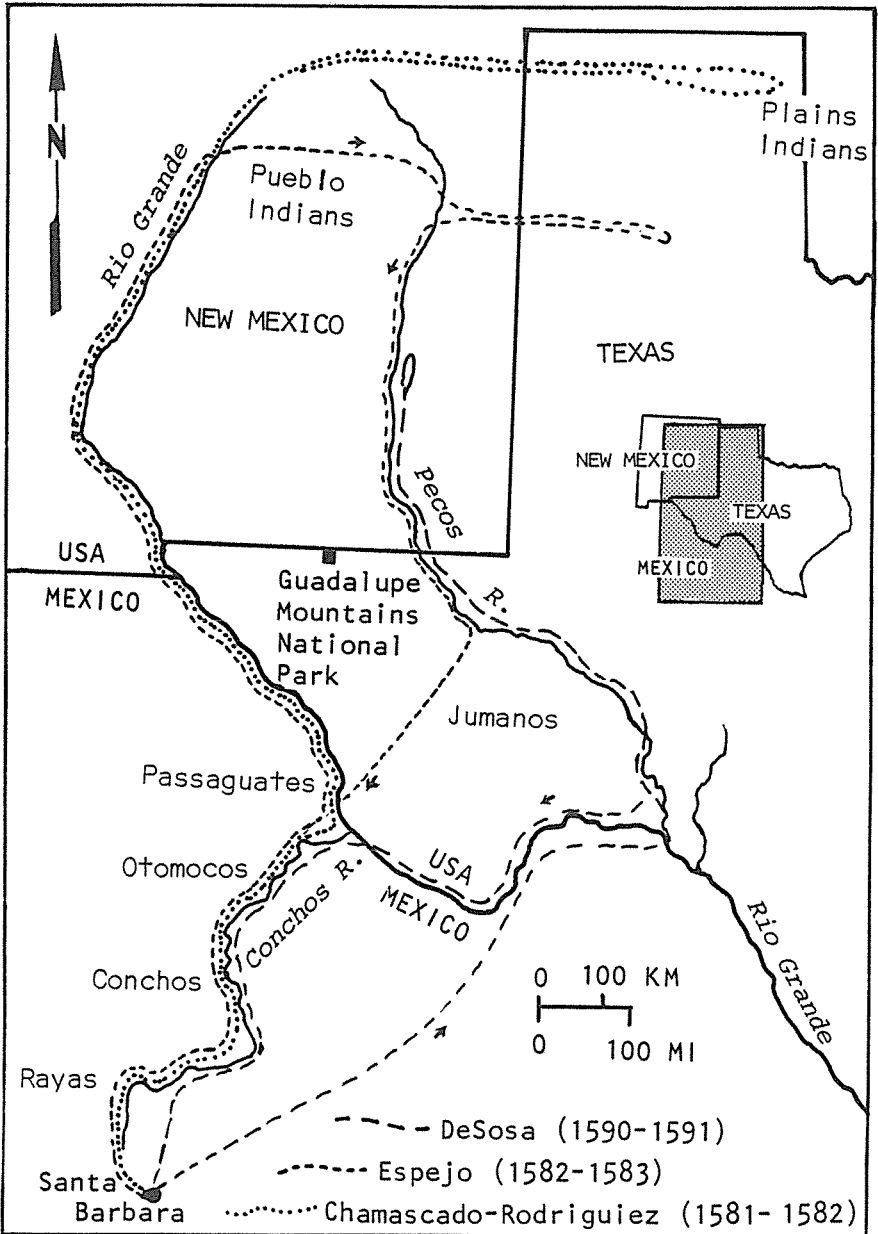 N
Plains
Indians
Rio Grande
Pueblo
Indians
NEW MEXICO
TEXAS
NEW MEXICO
TEXAS
MEXICO
Pecos
R.
USA
MEXICO
Guadalupe
Mountains
National
Park
Jumanos
Passaguates
Otomocos
Conchos R.
USA
MEXICO
Conchos
Rio Grande
0 100 KM
0 100 MI
Rayas
Santa
Barbara
DeSosa (1590-1591)
Espejo (1582-1583)
Chamascado-Rodriguiez (1581-1582)